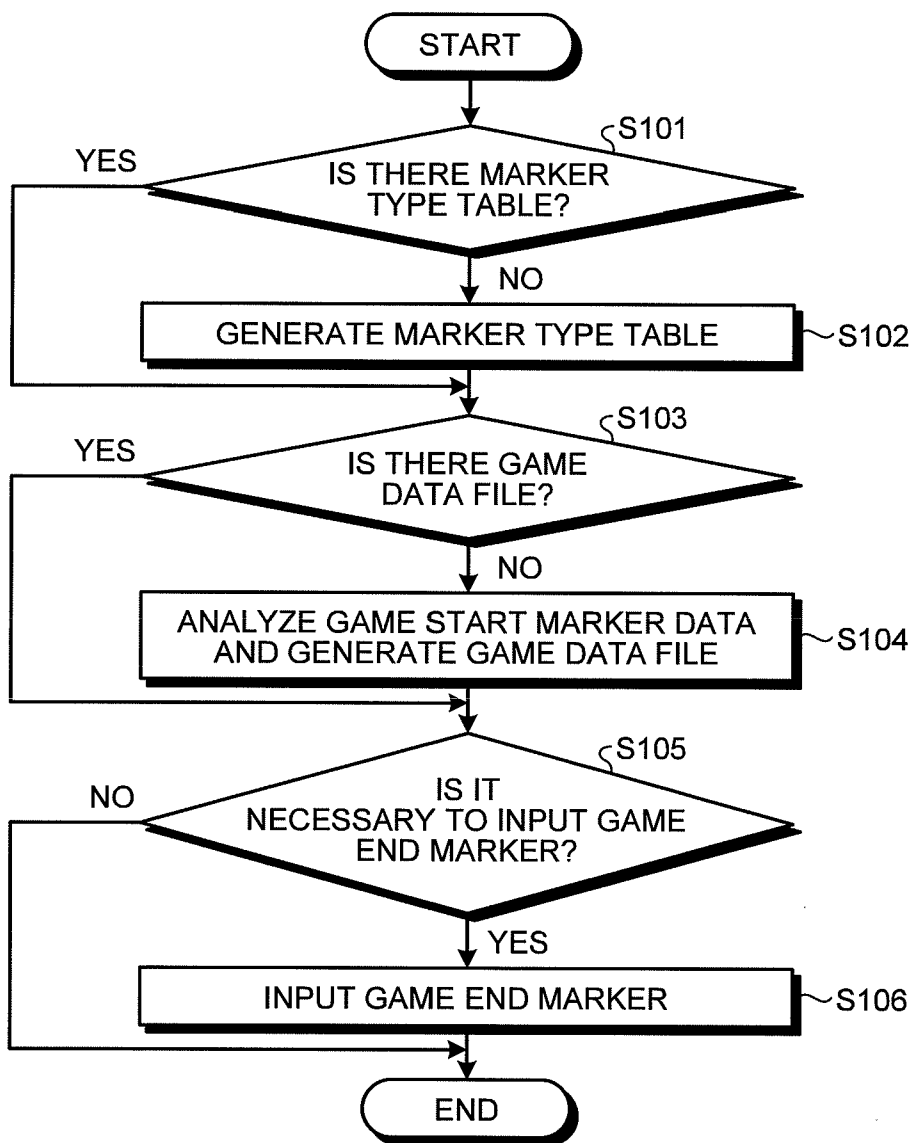 START
S101
YES
IS THERE MARKER
TYPE TABLE?
NO
GENERATE MARKER TYPE TABLE
S102
S103
YES
IS THERE GAME
DATA FILE?
NO
ANALYZE GAME START MARKER DATA
AND GENERATE GAME DATA FILE
S104
S105
NO
IS IT
NECESSARY TO INPUT GAME
END MARKER?
YES
INPUT GAME END MARKER
S106
END